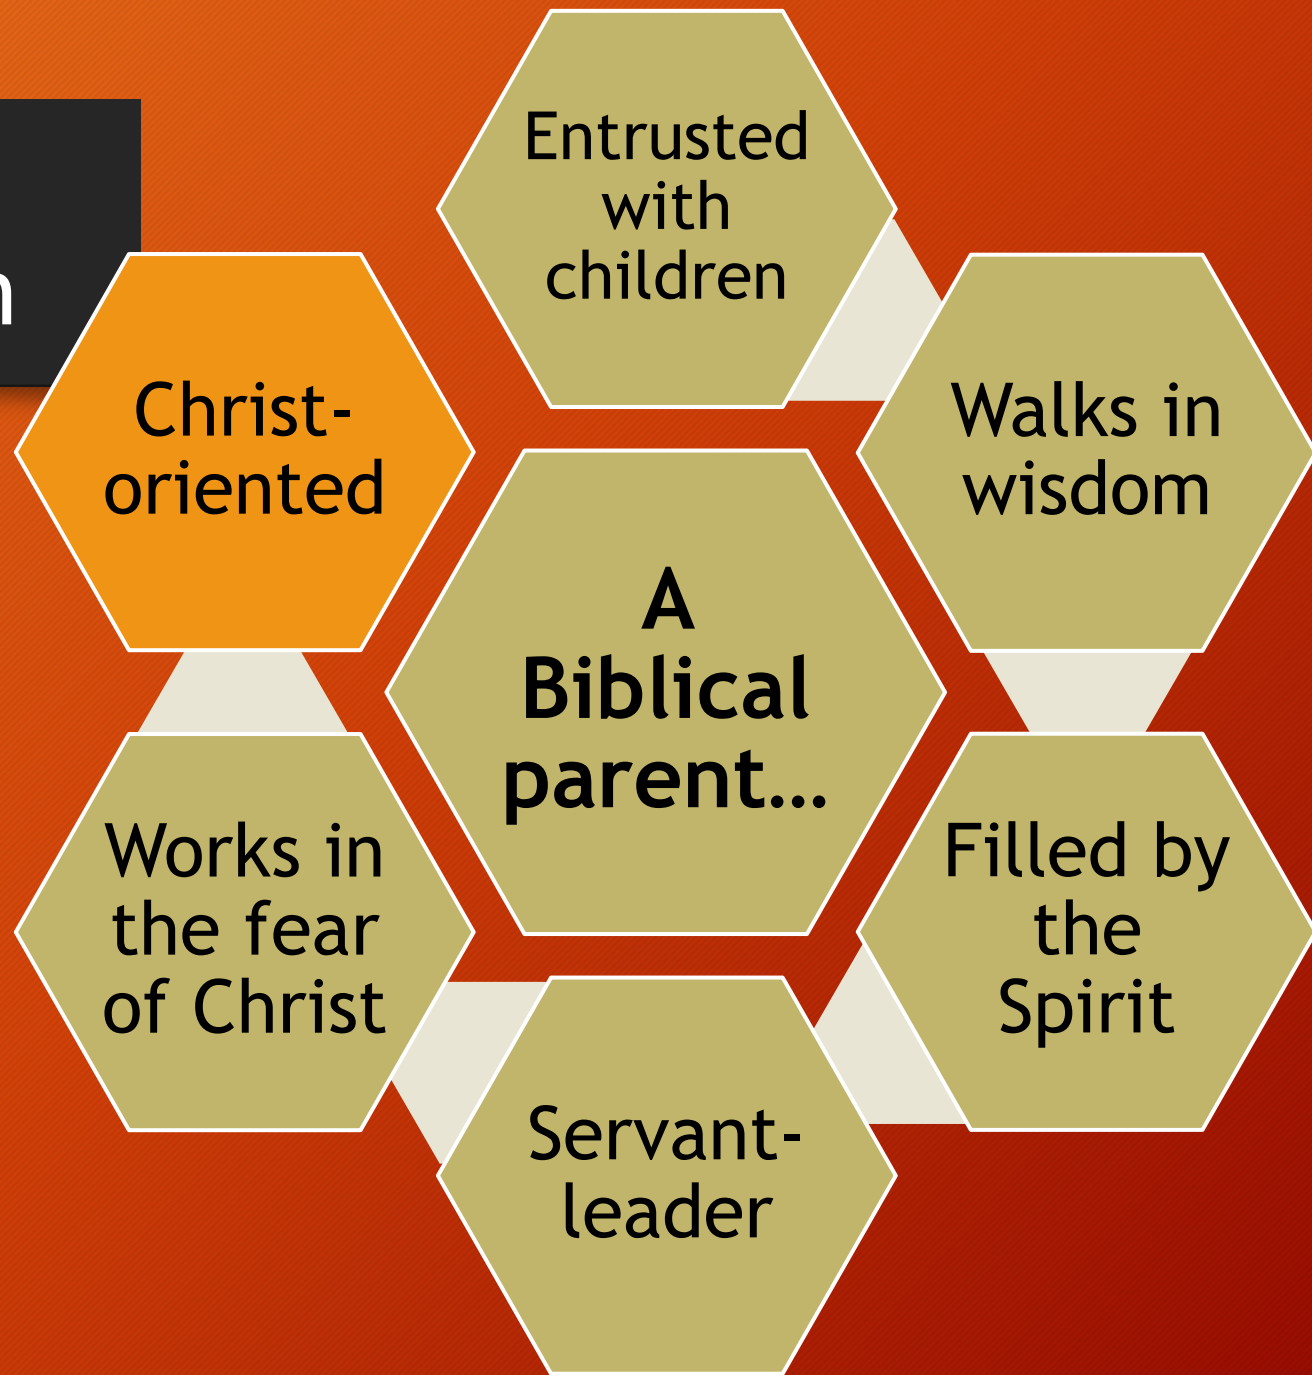 Entrusted
with
children
Christ-
oriented
Walks in
wisdom
A
Biblical
parent…
Works in
the fear
of Christ
Filled by
the
Spirit
Servant-
leader